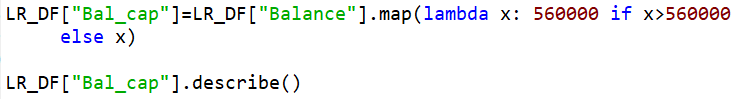 LR_DF["Bal_cap"]=LR_DF["Balance"].map(lambda x: 560000 if x>560000
else x)
LR_DF["Bal_cap"].describe()